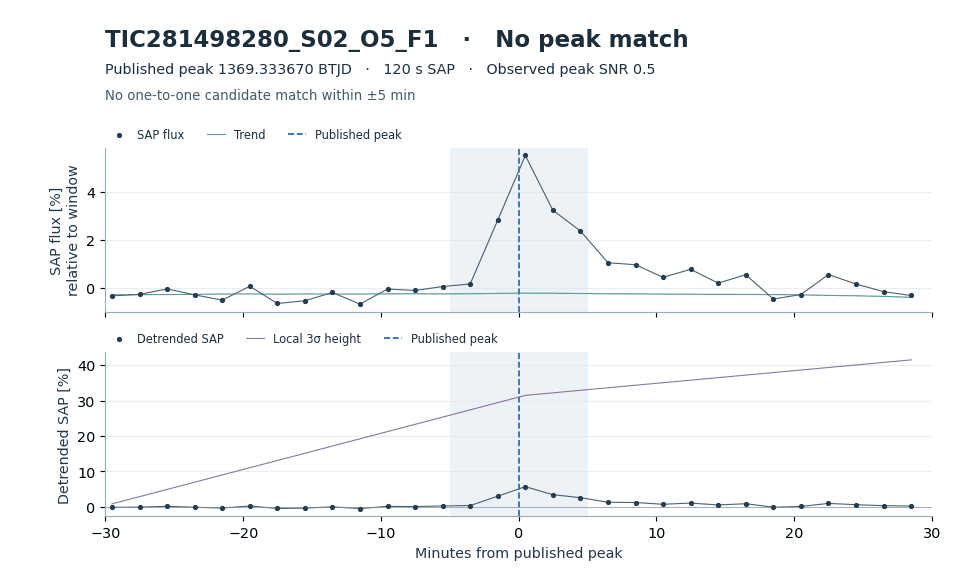 TIC281498280_S02_O5_F1 · No peak match
Published peak 1369.333670 BTJD · 120 s SAP · Observed peak SNR 0.5
No one-to-one candidate match within ±5 min
SAP flux Trend Published peak
SAP flux [%]
relative to window
4
2
0
Detrended SAP Local 3σ height Published peak
Detrended SAP [%]
40
30
20
10
0
−30 −20 −10 0 10 20 30
Minutes from published peak